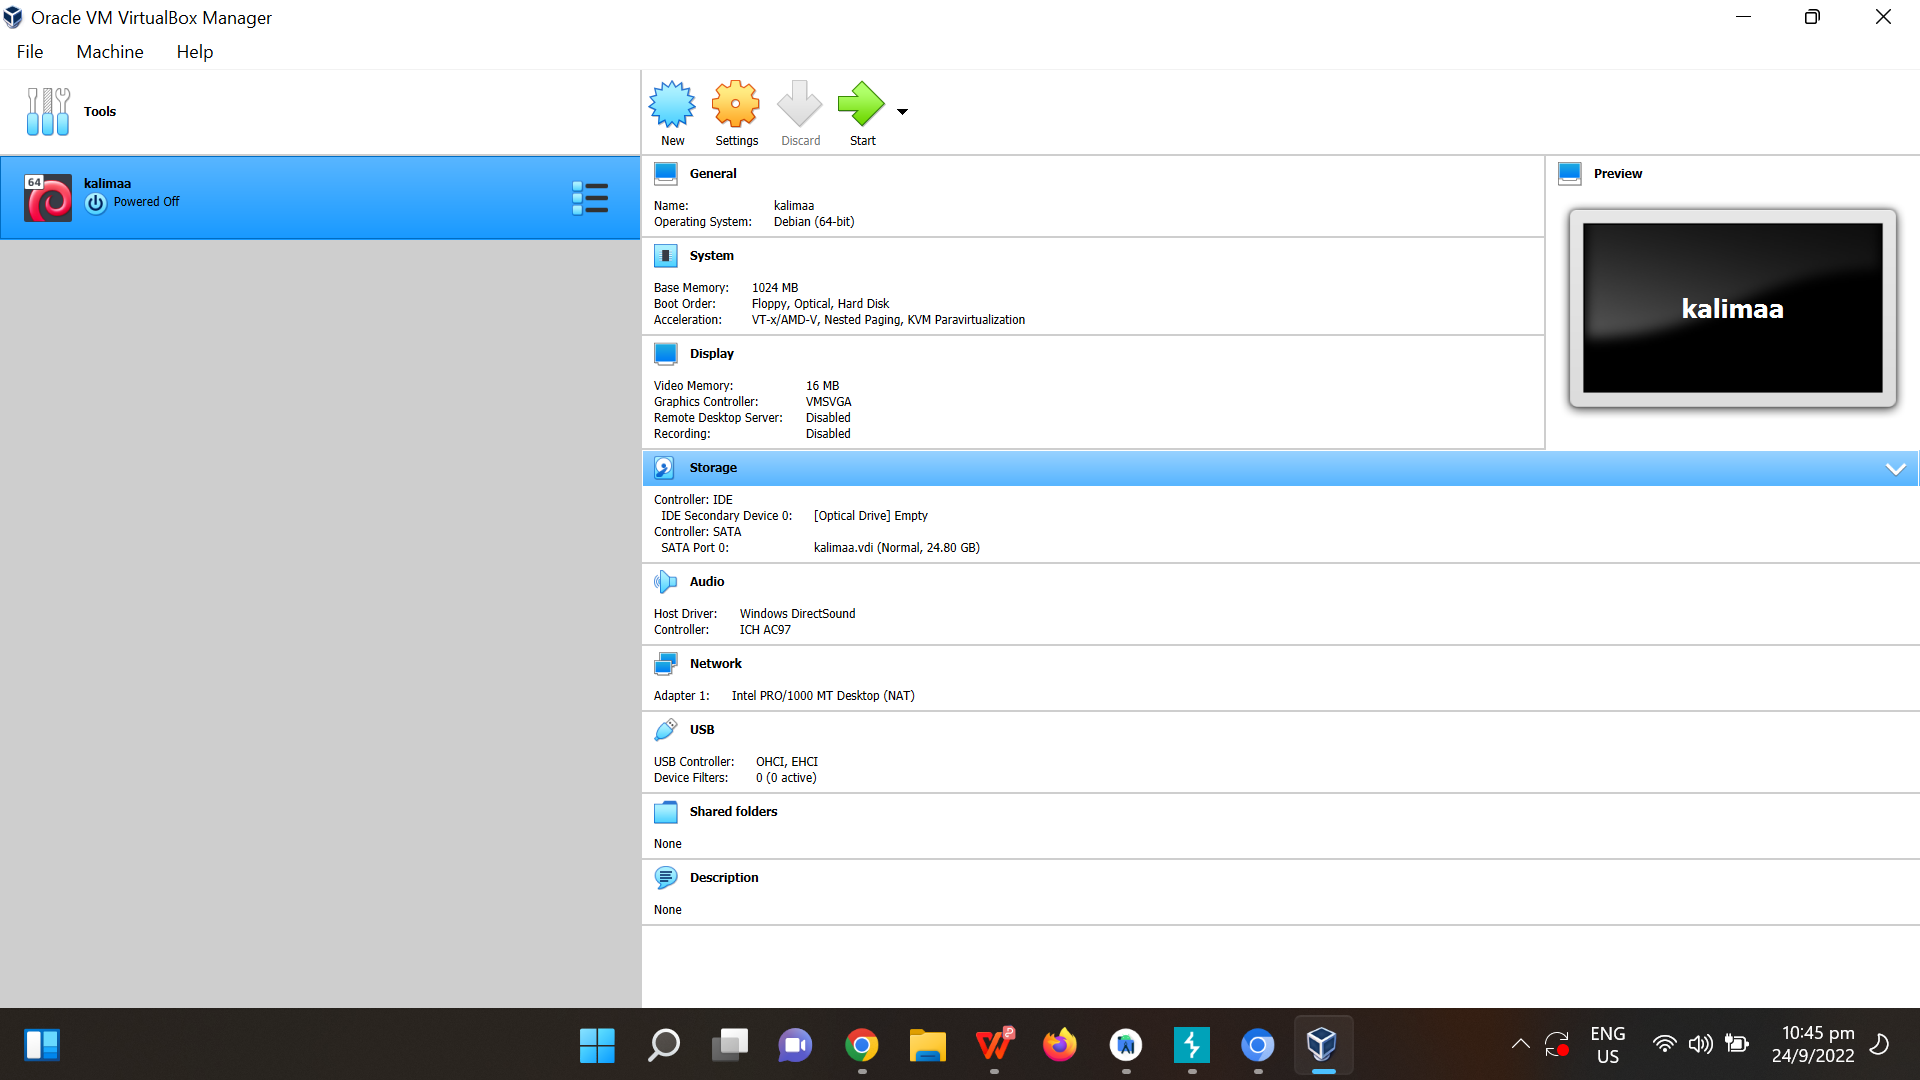 Oracle VM VirtualBox Manager
File Machine Help
Tools
New Settings Discard Start
64
kalimaa
Powered Off
General
Name: kalimaa
Operating System: Debian (64-bit)
System
Base Memory: 1024 MB
Boot Order: Floppy, Optical, Hard Disk
Acceleration: VT-x/AMD-V, Nested Paging, KVM Paravirtualization
Display
Video Memory: 16 MB
Graphics Controller: VMSVGA
Remote Desktop Server: Disabled
Recording: Disabled
Preview
kalimaa
Storage
Controller: IDE
IDE Secondary Device 0: [Optical Drive] Empty
Controller: SATA
SATA Port 0: kalimaa.vdi (Normal, 24.80 GB)
Audio
Host Driver: Windows DirectSound
Controller: ICH AC97
Network
Adapter 1: Intel PRO/1000 MT Desktop (NAT)
USB
USB Controller: OHCI, EHCI
Device Filters: 0 (0 active)
Shared folders
None
Description
None
ENG
US
10:45 pm
24/9/2022